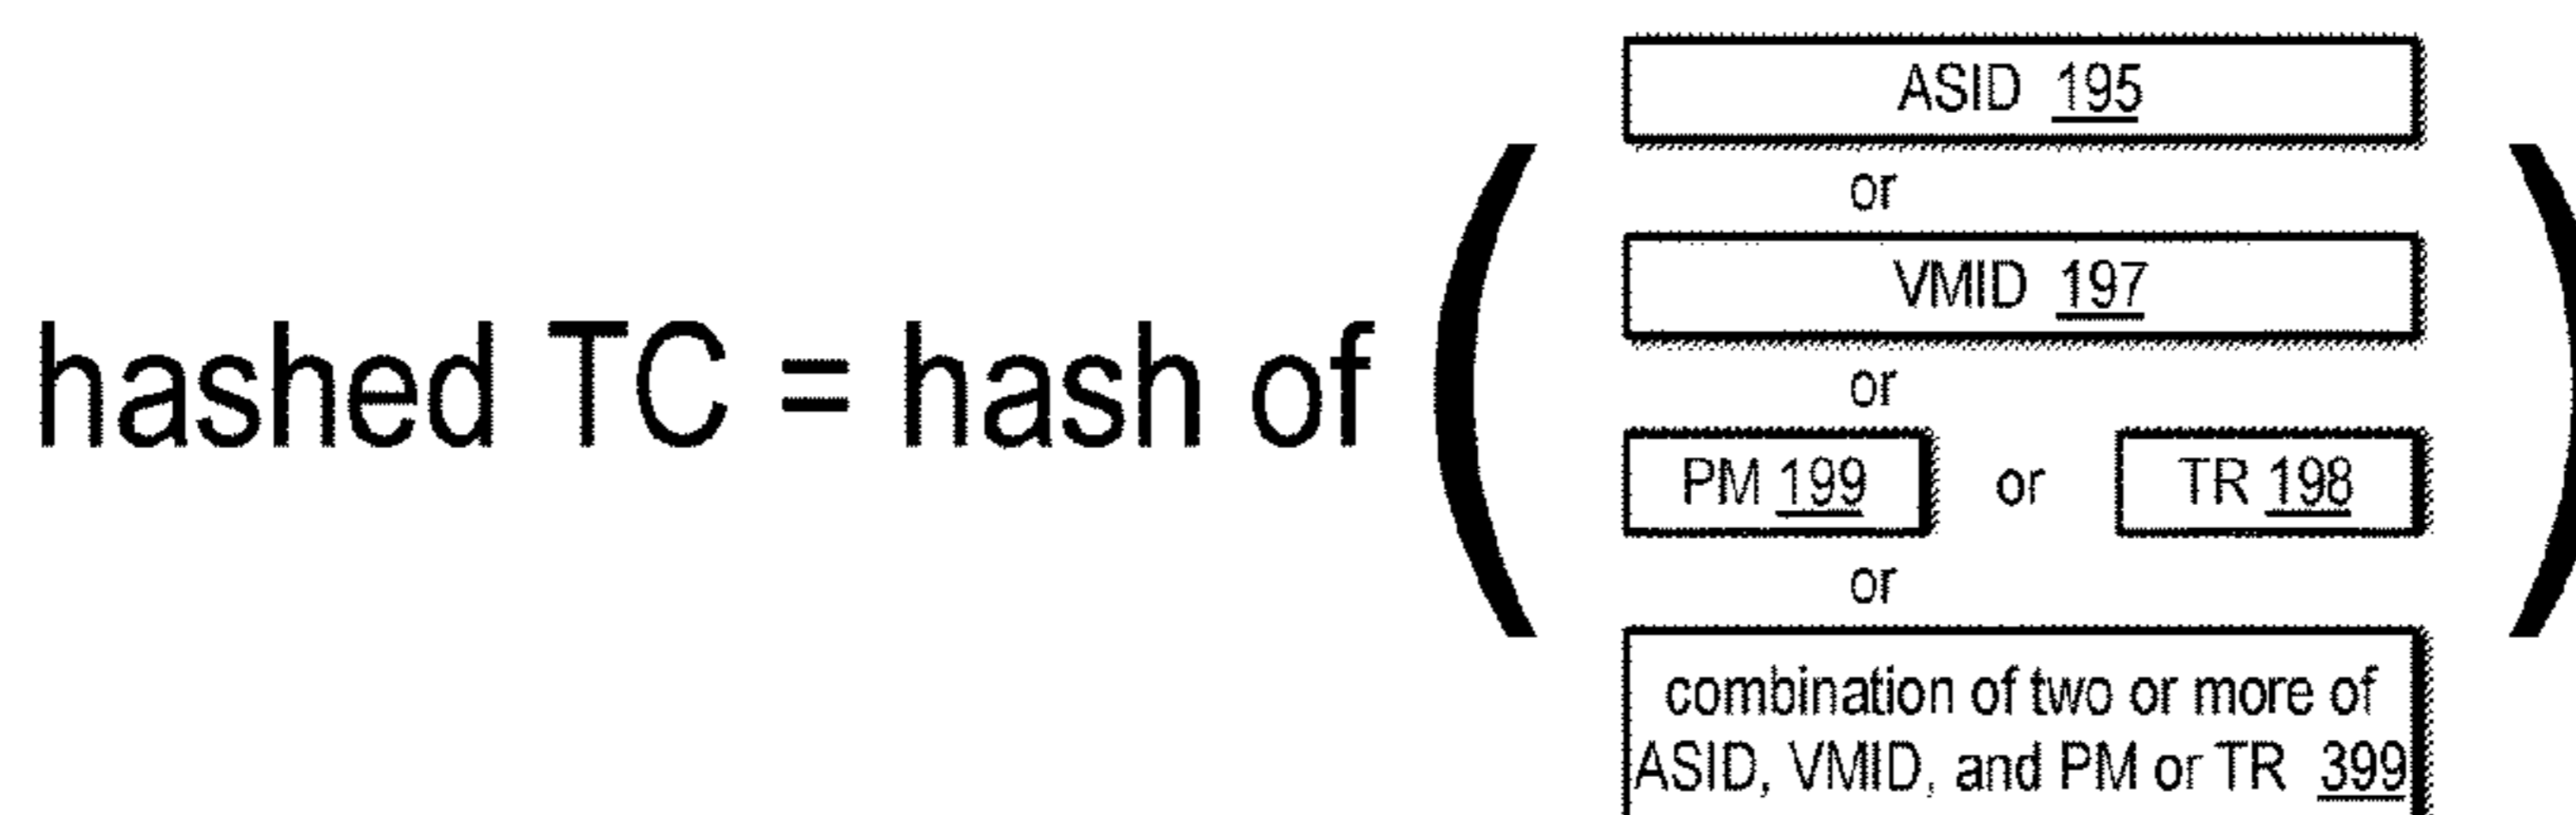 ASID 195
or
VMID 197
or
hashed TC = hash of (
PM 199 or TR 198
)
or
combination of two or more of
ASID, VMID, and PM or TR 399